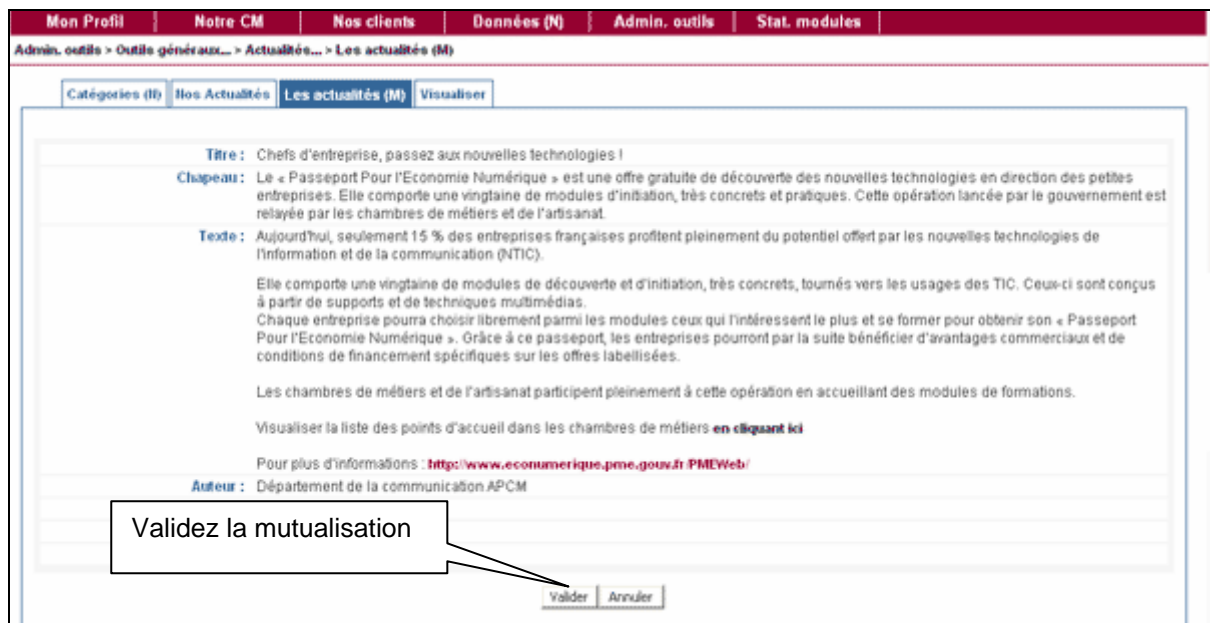 Mon Profil Notre CM Nos clients Données (N) Admin. outils Stat. modules
Admin. outils > Outils généraux... > Actualités... > Les actualités (M)
Catégories (N) Nos Actualités Les actualités (M) Visualiser
Titre : Chefs d'entreprise, passez aux nouvelles technologies !
Chapeau : Le « Passeport Pour l'Economie Numérique » est une offre gratuite de découverte des nouvelles technologies en direction des petites
entreprises. Elle comporte une vingtaine de modules d'initiation, très concrets et pratiques. Cette opération lancée par le gouvernement est
relayée par les chambres de métiers et de l'artisanat.
Texte : Aujourd'hui, seulement 15 % des entreprises françaises profitent pleinement du potentiel offert par les nouvelles technologies de
l'information et de la communication (NTIC).
Elle comporte une vingtaine de modules de découverte et d'initiation, très concrets, tournés vers les usages des TIC. Ceux-ci sont conçus
à partir de supports et de techniques multimédias.
Chaque entreprise pourra choisir librement parmi les modules ceux qui l'intéressent le plus et se former pour obtenir son « Passeport
Pour l'Economie Numérique ». Grâce à ce passeport, les entreprises pourront par la suite bénéficier d'avantages commerciaux et de
conditions de financement spécifiques sur les offres labellisées.
Les chambres de métiers et de l'artisanat participent pleinement à cette opération en accueillant des modules de formations.
Visualiser la liste des points d'accueil dans les chambres de métiers en cliquant ici
Pour plus d'informations : http://www.econumerique.pme.gouv.fr/PMEWeb/
Auteur : Département de la communication APCM
Validez la mutualisation
Valider Annuler